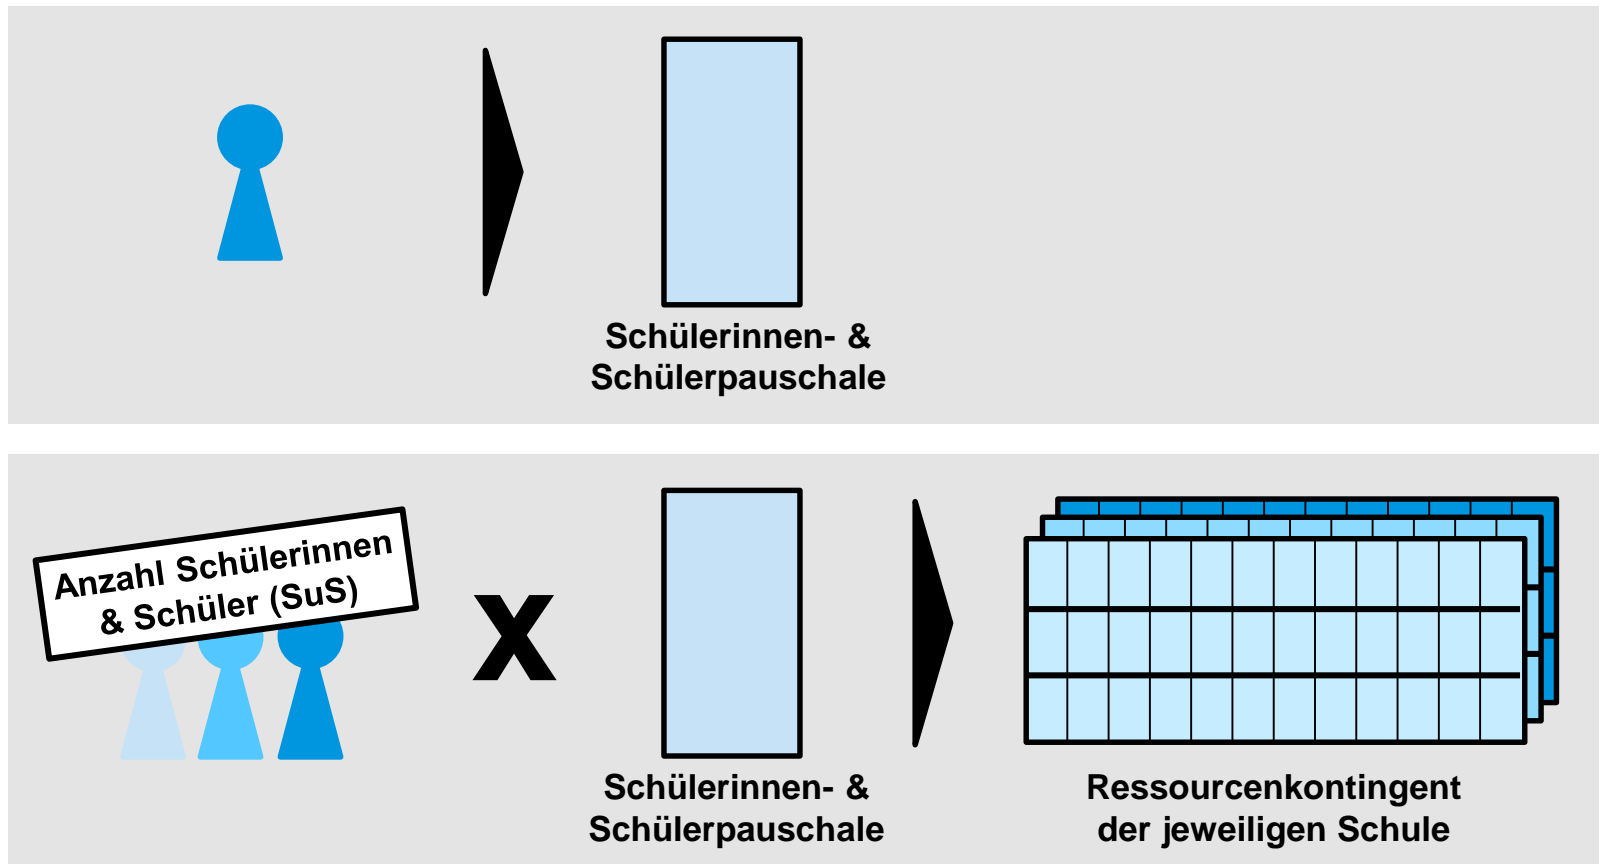 Schülerinnen- &
Schülerpauschale
Anzahl Schülerinnen
& Schüler (SuS)
X
Schülerinnen- &
Schülerpauschale
Ressourcenkontingent
der jeweiligen Schule